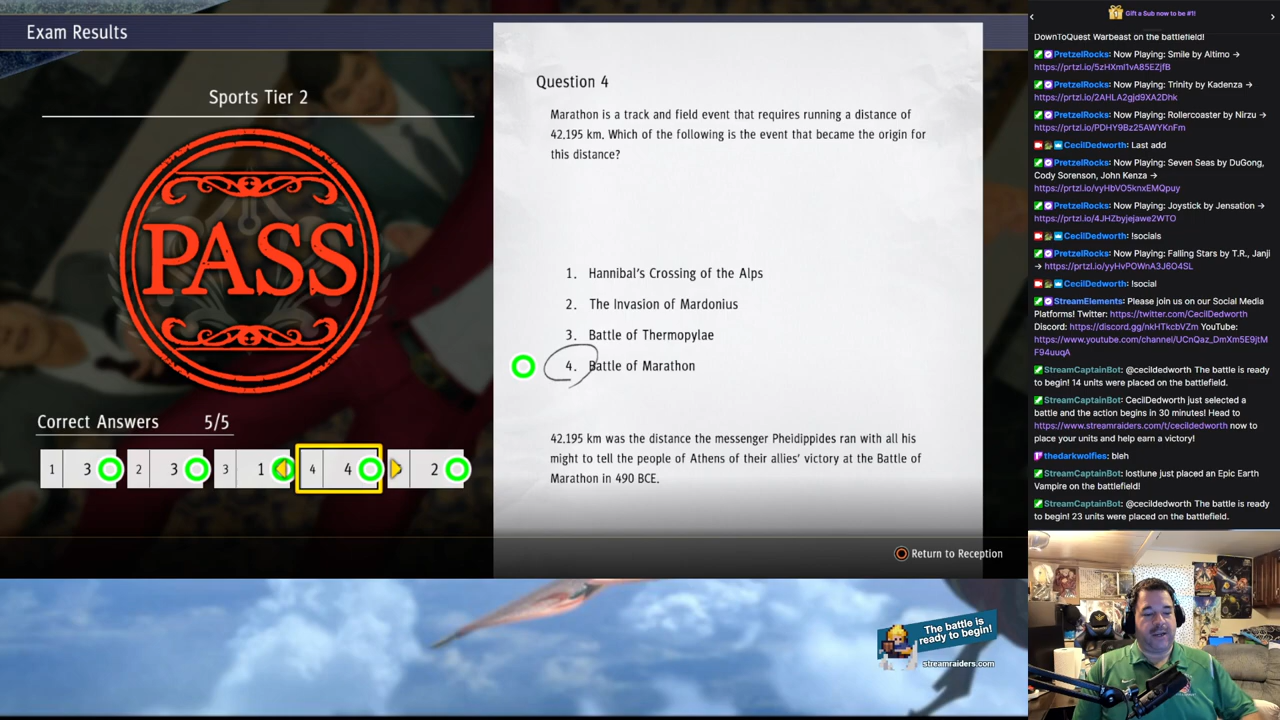 Exam Results
Sports Tier 2
PASS
Correct Answers 5/5
1 3
2 3
3 1
4 4
2
Question 4
Marathon is a track and field event that requires running a distance of
42.195 km. Which of the following is the event that became the origin for
this distance?
1. Hannibal's Crossing of the Alps
2. The Invasion of Mardonius
3. Battle of Thermopylae
4. Battle of Marathon
42.195 km was the distance the messenger Pheidippides ran with all his
might to tell the people of Athens of their allies' victory at the Battle of
Marathon in 490 BCE.
Return to Reception
The battle is
ready to begin!
streamraiders.com
Gift a Sub now to be #1!
DownToQuest Warbeast on the battlefield!
PretzelRocks: Now Playing: Smile by Altimo →
https://prtzl.io/5zHXml1vA85EZjfB
PretzelRocks: Now Playing: Trinity by Kadenza →
https://prtzl.io/2AHLA2gjd9XA2Dhk
PretzelRocks: Now Playing: Rollercoaster by Nirzu →
https://prtzl.io/PDHY9Bz25AWYKnFm
CecilDedworth: Last add
PretzelRocks: Now Playing: Seven Seas by DuGong,
Cody Sorenson, John Kenza →
https://prtzl.io/vyHbVO5knxEMQpuy
PretzelRocks: Now Playing: Joystick by Jensation →
https://prtzl.io/4JHZbyjejawe2WTO
CecilDedworth: !socials
PretzelRocks: Now Playing: Falling Stars by T.R., Janji
→ https://prtzl.io/yyHvPOWnA3J6O4SL
CecilDedworth: !social
StreamElements: Please join us on our Social Media
Platforms! Twitter: https://twitter.com/CecilDedworth
Discord: https://discord.gg/nkHTkcbVZm YouTube:
https://www.youtube.com/channel/UCnQaz_DmXm5E9jtM
F94uuqA
StreamCaptainBot: @cecildedworth The battle is ready
to begin! 14 units were placed on the battlefield.
StreamCaptainBot: CecilDedworth just selected a
battle and the action begins in 30 minutes! Head to
https://www.streamraiders.com/t/cecildedworth now to
place your units and help earn a victory!
thedarkwolfies: bleh
StreamCaptainBot: lostlune just placed an Epic Earth
Vampire on the battlefield!
StreamCaptainBot: @cecildedworth The battle is ready
to begin! 23 units were placed on the battlefield.